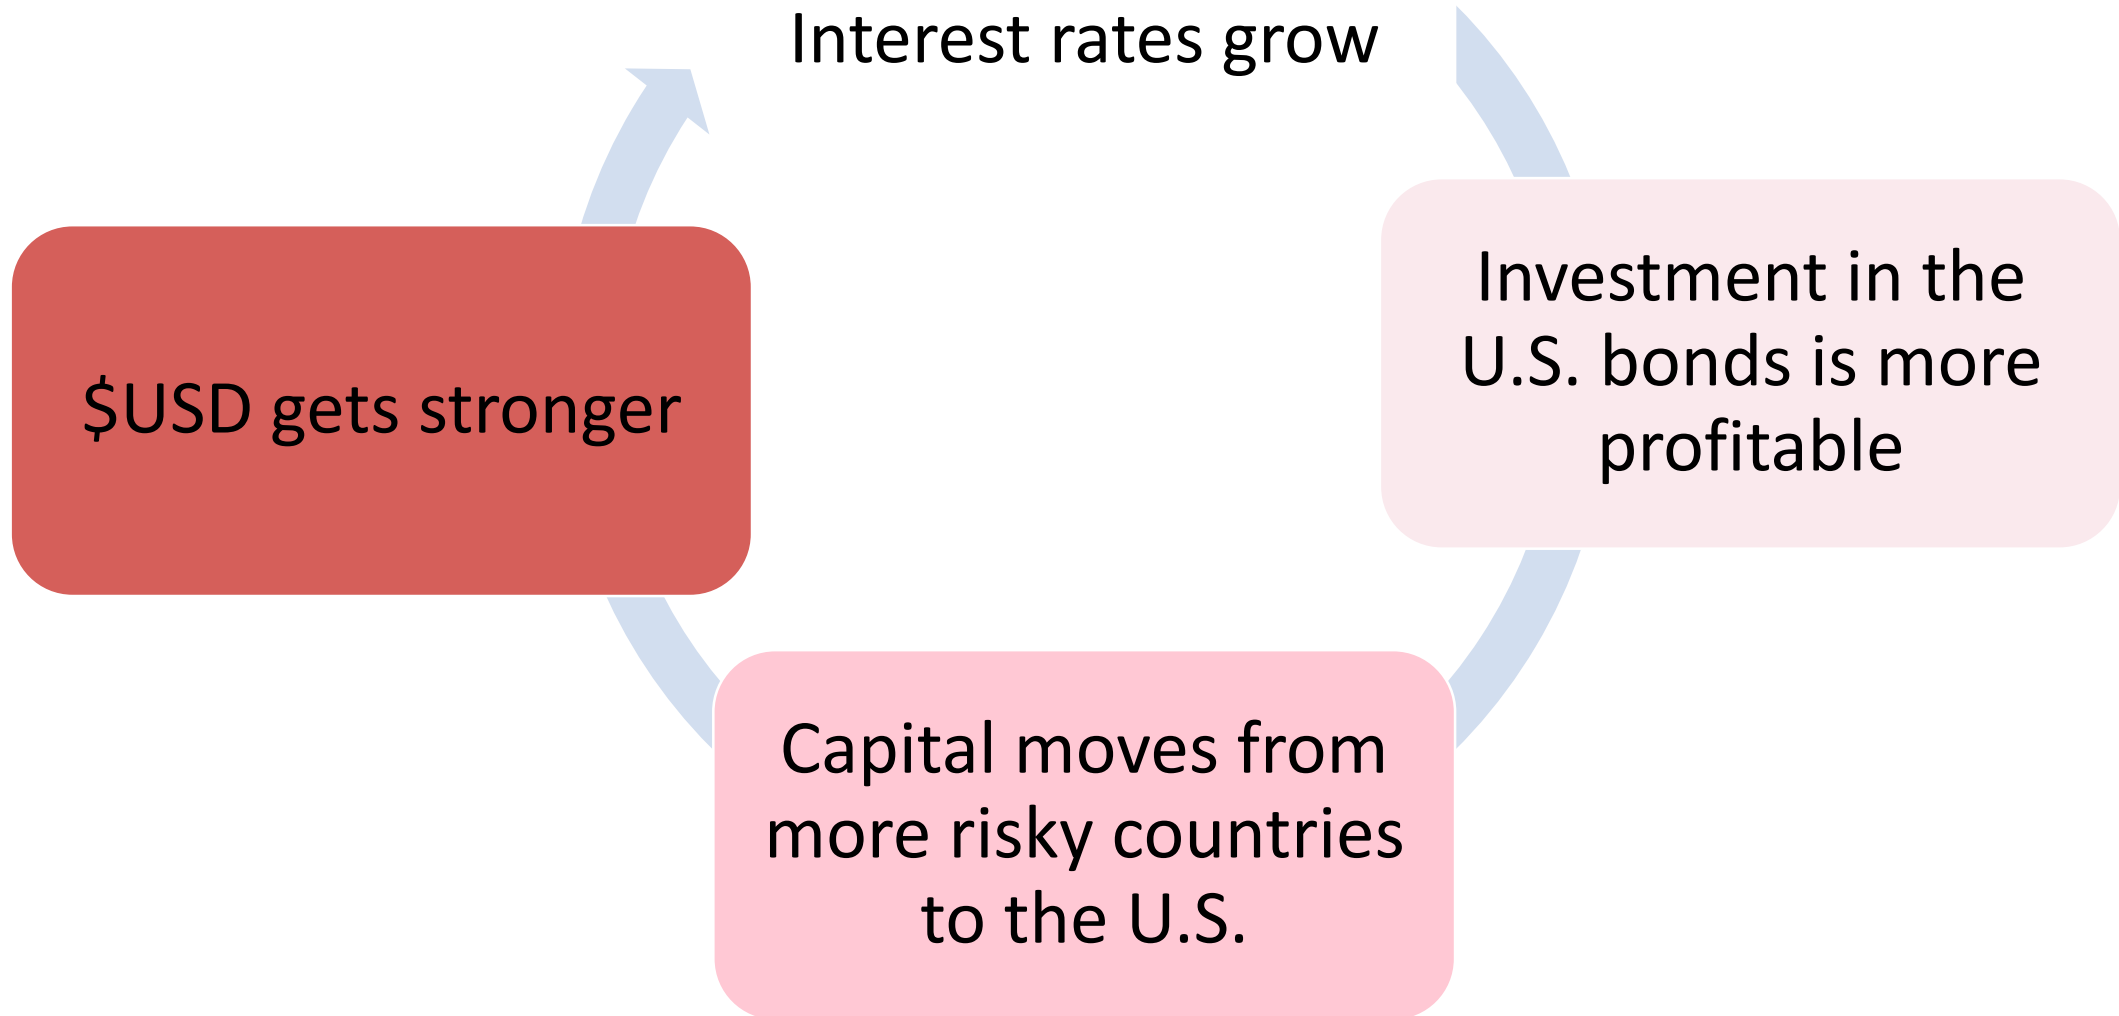 Interest rates grow
Investment in the
U.S. bonds is more
profitable
Capital moves from
more risky countries
to the U.S.
$USD gets stronger